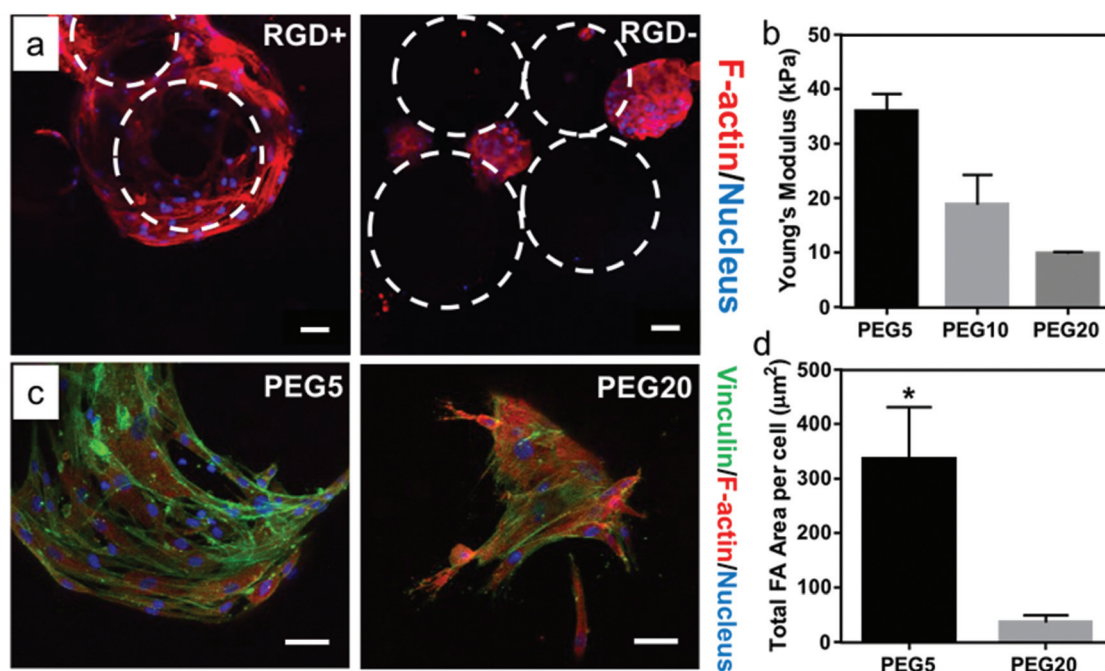 a
RGD+
RGD-
F-actin/Nucleus
b
Young's Modulus (kPa)
50
40
30
20
10
0
PEG5
PEG10
PEG20
c
PEG5
PEG20
Vinculin/F-actin/Nucleus
d
Total FA Area per cell (μm²)
500
400
300
200
100
0
*
PEG5
PEG20